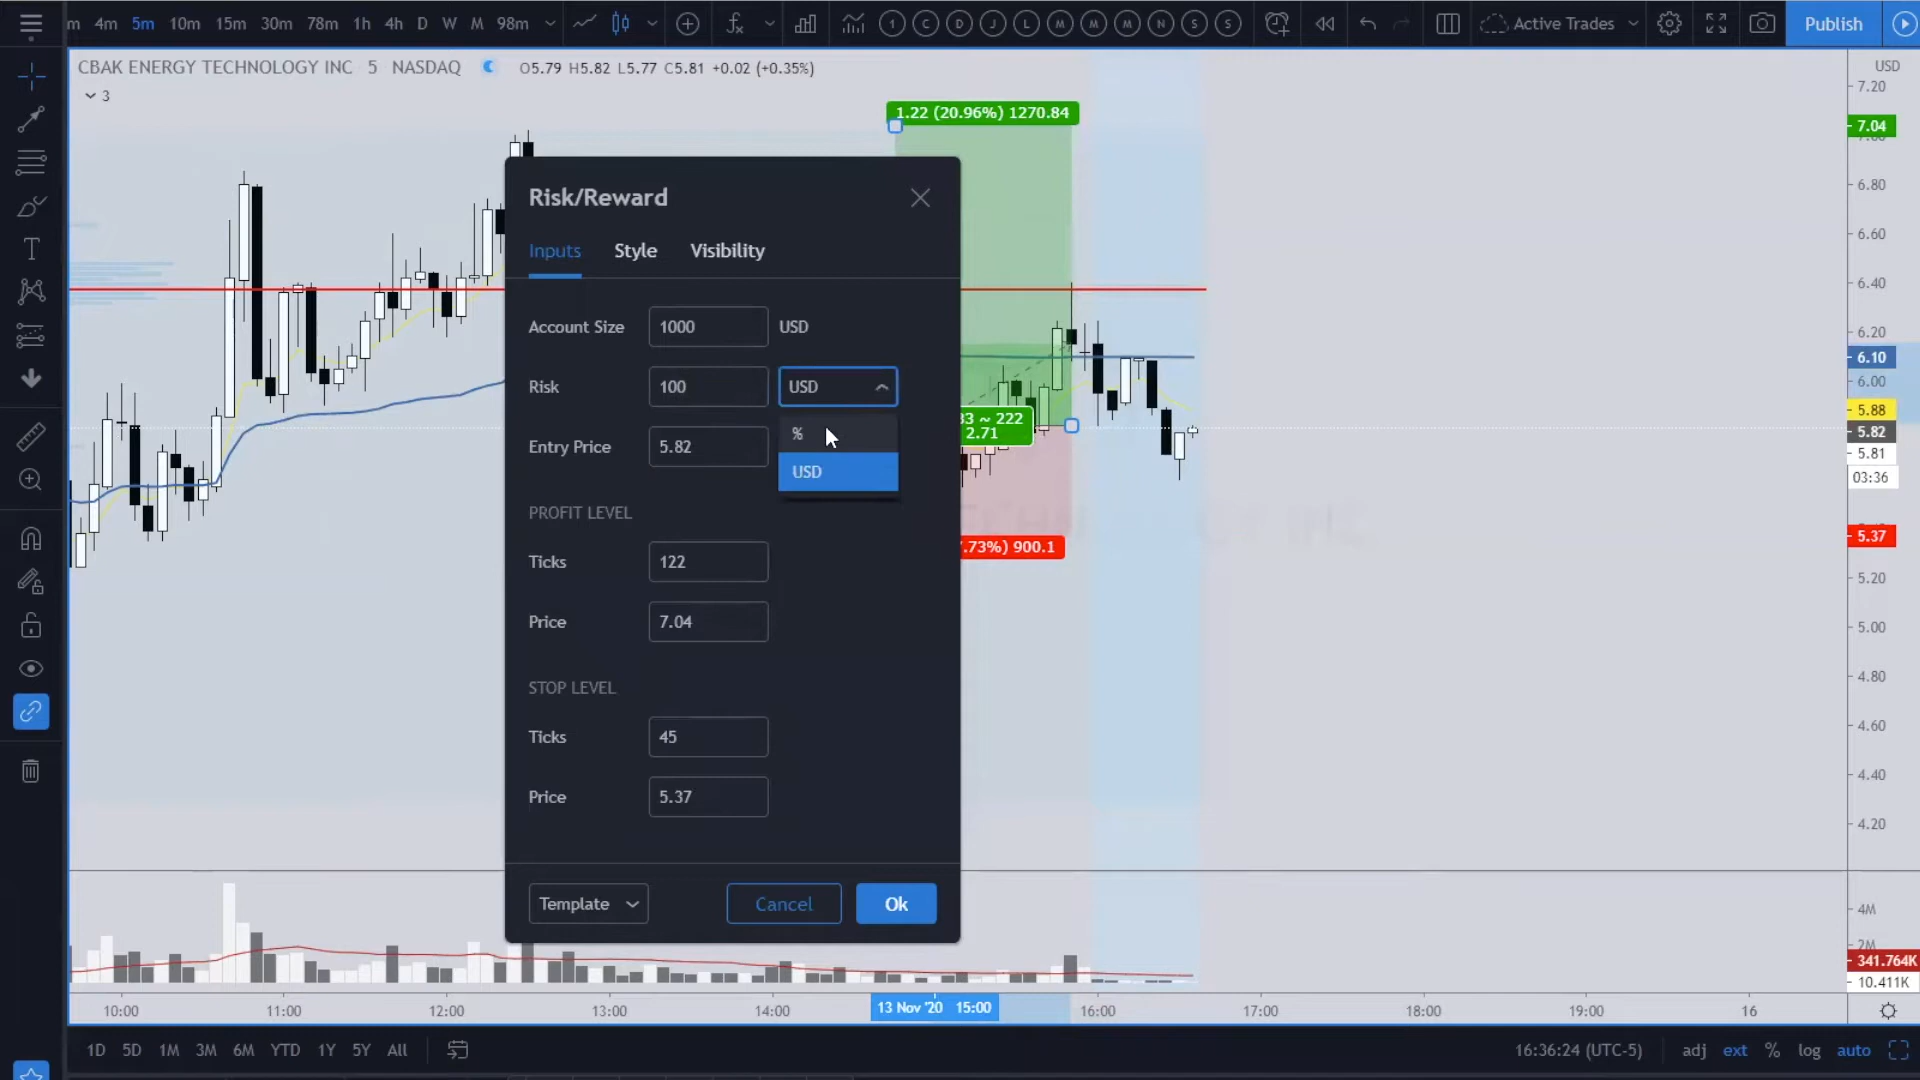 m 4m 5m 10m 15m 30m 78m 1h 4h D W M 98m
1 C D J L M M M N S S
Active Trades
Publish
CBAK ENERGY TECHNOLOGY INC 5 NASDAQ O5.79 H5.82 L5.77 C5.81 +0.02 (+0.35%)
3
USD
7.20
1.22 (20.96%) 1270.84
7.04
6.80
6.60
6.40
6.20
6.10
6.00
5.88
5.82
5.81
03:36
5.37
5.20
5.00
4.80
4.60
4.40
4.20
4M
2M
341.764K
10.411K
Risk/Reward
Inputs Style Visibility
Account Size 1000 USD
Risk 100 USD
%
Entry Price 5.82
USD
PROFIT LEVEL
Ticks 122
Price 7.04
STOP LEVEL
Ticks 45
Price 5.37
Template Cancel Ok
33 ~ 222
2.71
.73%) 900.1
10:00 11:00 12:00 13:00 14:00 13 Nov '20 15:00 16:00 17:00 18:00 19:00 16
1D 5D 1M 3M 6M YTD 1Y 5Y All
16:36:24 (UTC-5) adj ext % log auto